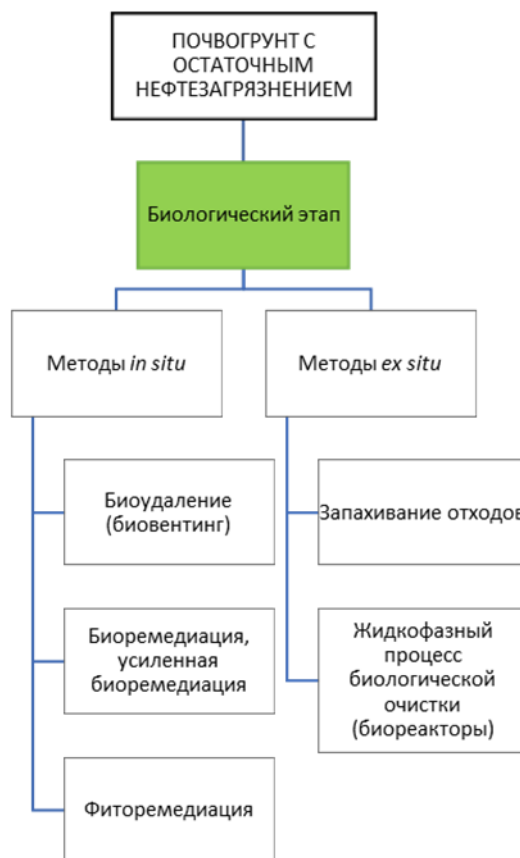 ПОЧВОГРУНТ С
ОСТАТОЧНЫМ
НЕФТЕЗАГРЯЗНЕНИЕМ
Биологический этап
Методы in situ
Методы ex situ
Биоудаление
(биовентинг)
Запахивание отходов
Биоремедиация,
усиленная
биоремедиация
Жидкофазный
процесс
биологической
очистки
(биореакторы)
Фиторемедиация